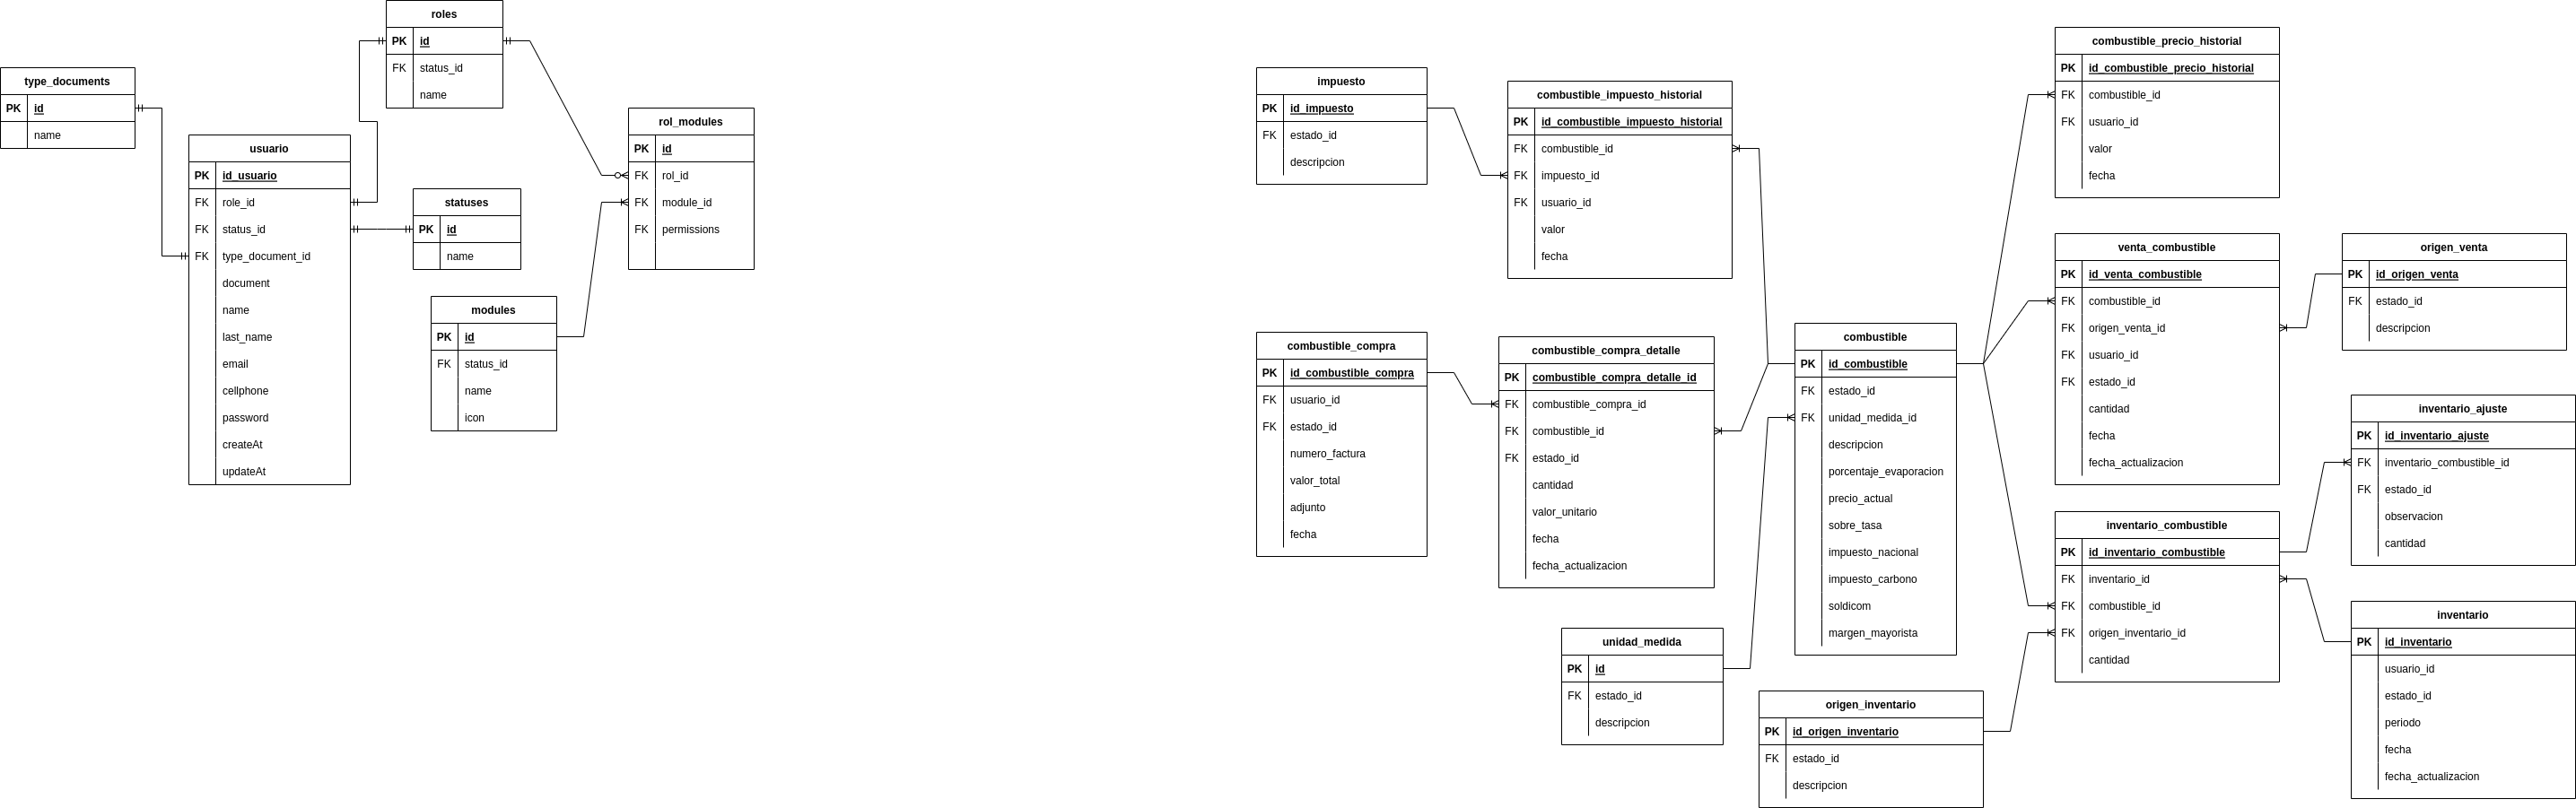 roles
PK id
FK status_id
name
type_documents
PK id
name
usuario
PK id_usuario
FK role_id
FK status_id
FK type_document_id
document
name
last_name
email
cellphone
password
createAt
updateAt
statuses
PK id
name
rol_modules
PK id
FK rol_id
FK module_id
FK permissions
modules
PK id
FK status_id
name
icon
impuesto
PK id_impuesto
FK estado_id
descripcion
combustible_impuesto_historial
PK id_combustible_impuesto_historial
FK combustible_id
FK impuesto_id
FK usuario_id
valor
fecha
combustible_compra
PK id_combustible_compra
FK usuario_id
FK estado_id
numero_factura
valor_total
adjunto
fecha
combustible_compra_detalle
PK combustible_compra_detalle_id
FK combustible_compra_id
FK combustible_id
FK estado_id
cantidad
valor_unitario
fecha
fecha_actualizacion
unidad_medida
PK id
FK estado_id
descripcion
combustible
PK id_combustible
FK estado_id
FK unidad_medida_id
descripcion
porcentaje_evaporacion
precio_actual
sobre_tasa
impuesto_nacional
impuesto_carbono
soldicom
margen_mayorista
origen_inventario
PK id_origen_inventario
FK estado_id
descripcion
combustible_precio_historial
PK id_combustible_precio_historial
FK combustible_id
FK usuario_id
valor
fecha
venta_combustible
PK id_venta_combustible
FK combustible_id
FK origen_venta_id
FK usuario_id
FK estado_id
cantidad
fecha
fecha_actualizacion
inventario_combustible
PK id_inventario_combustible
FK inventario_id
FK combustible_id
FK origen_inventario_id
cantidad
origen_venta
PK id_origen_venta
FK estado_id
descripcion
inventario_ajuste
PK id_inventario_ajuste
FK inventario_combustible_id
FK estado_id
observacion
cantidad
inventario
PK id_inventario
usuario_id
estado_id
periodo
fecha
fecha_actualizacion